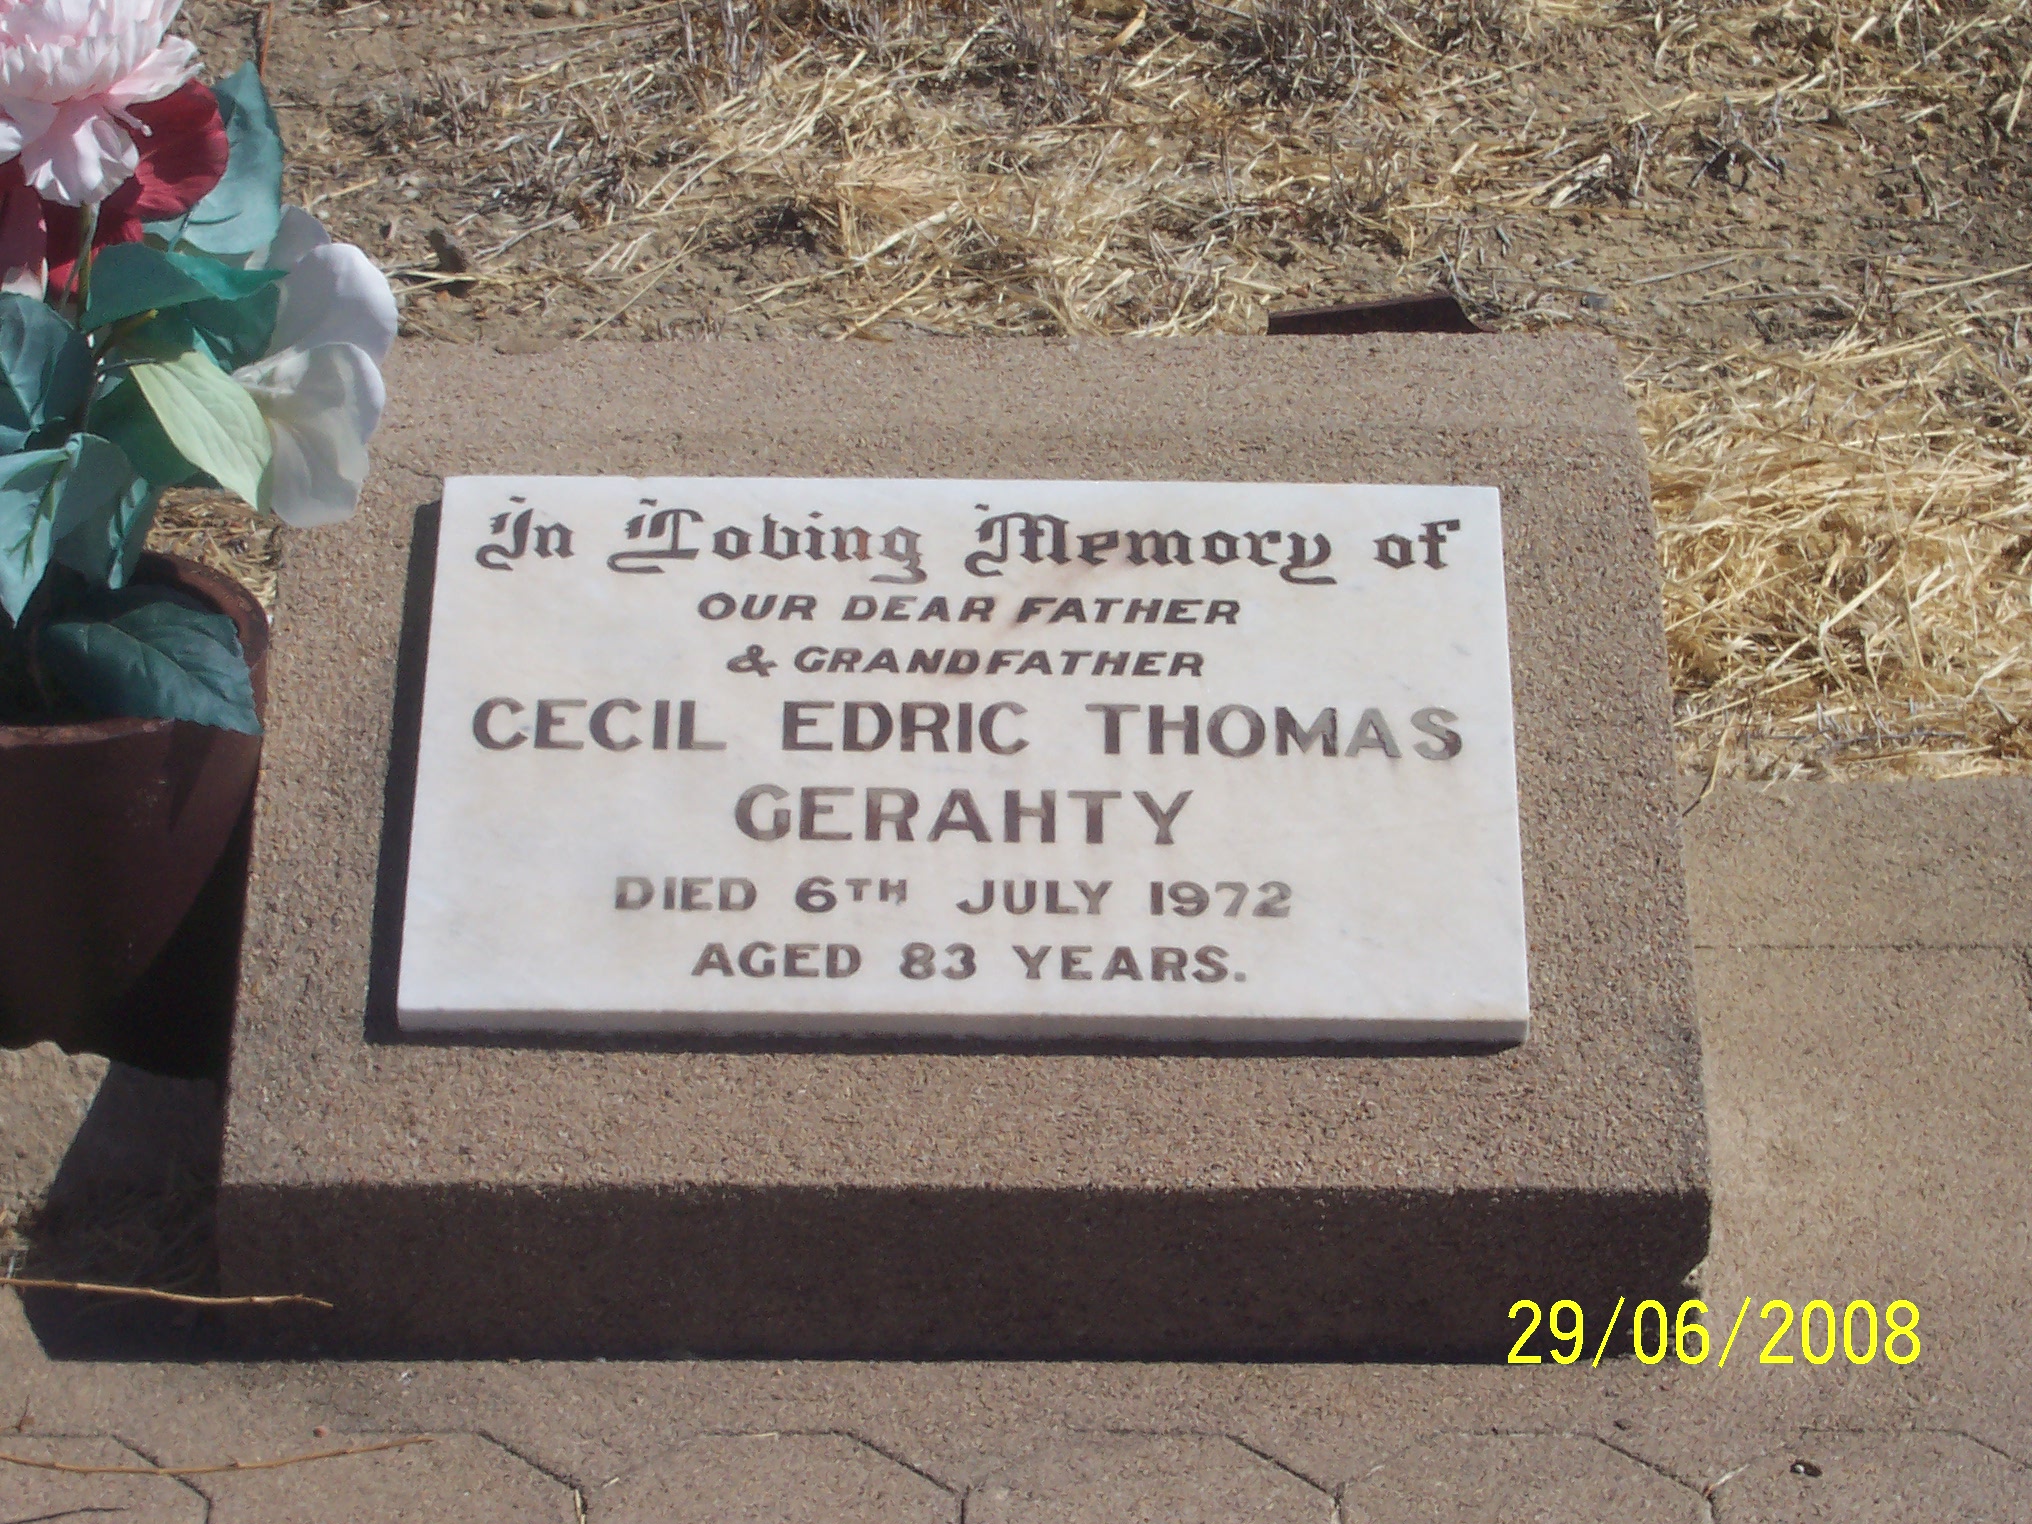 In Loving Memory of
OUR DEAR FATHER
& GRANDFATHER
CECIL EDRIC THOMAS
GERAHTY
DIED 6TH JULY 1972
AGED 83 YEARS.
29/06/2008